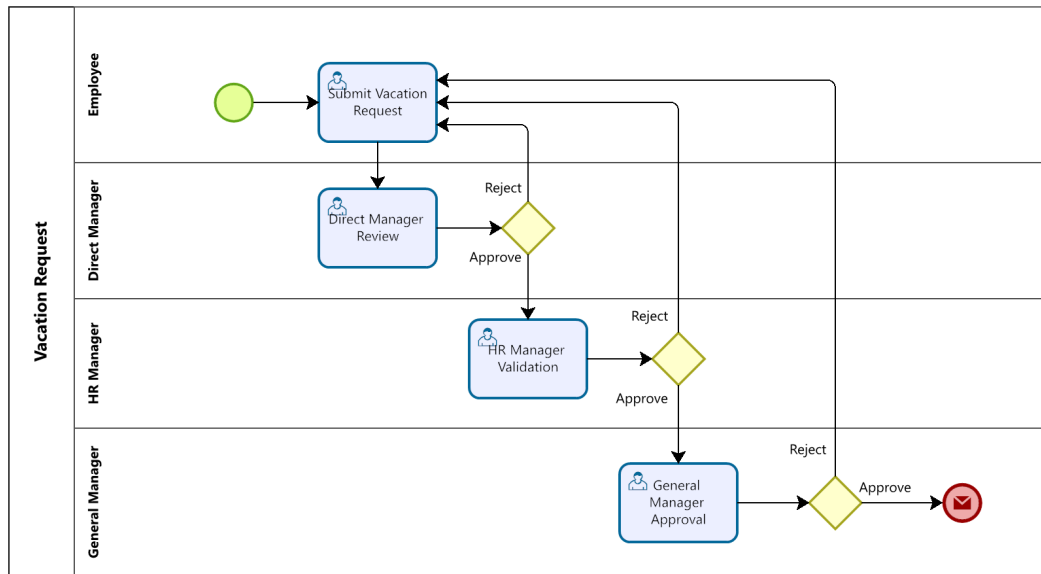 Vacation Request
Employee
Submit Vacation
Request
Direct Manager
Direct Manager
Review
Reject
Approve
HR Manager
HR Manager
Validation
Reject
Approve
General Manager
General
Manager
Approval
Reject
Approve